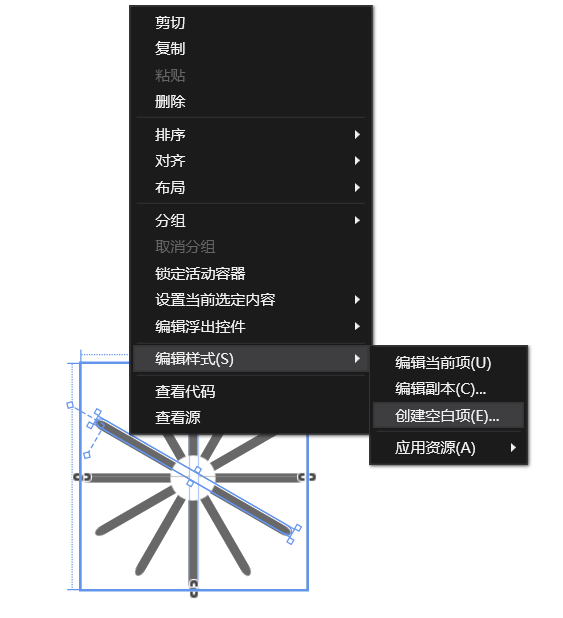 剪切
复制
粘贴
删除
排序
对齐
布局
分组
取消分组
锁定活动容器
设置当前选定内容
编辑浮出控件
编辑样式(S)
编辑当前项(U)
编辑副本(C)...
创建空白项(E)...
应用资源(A)
查看代码
查看源